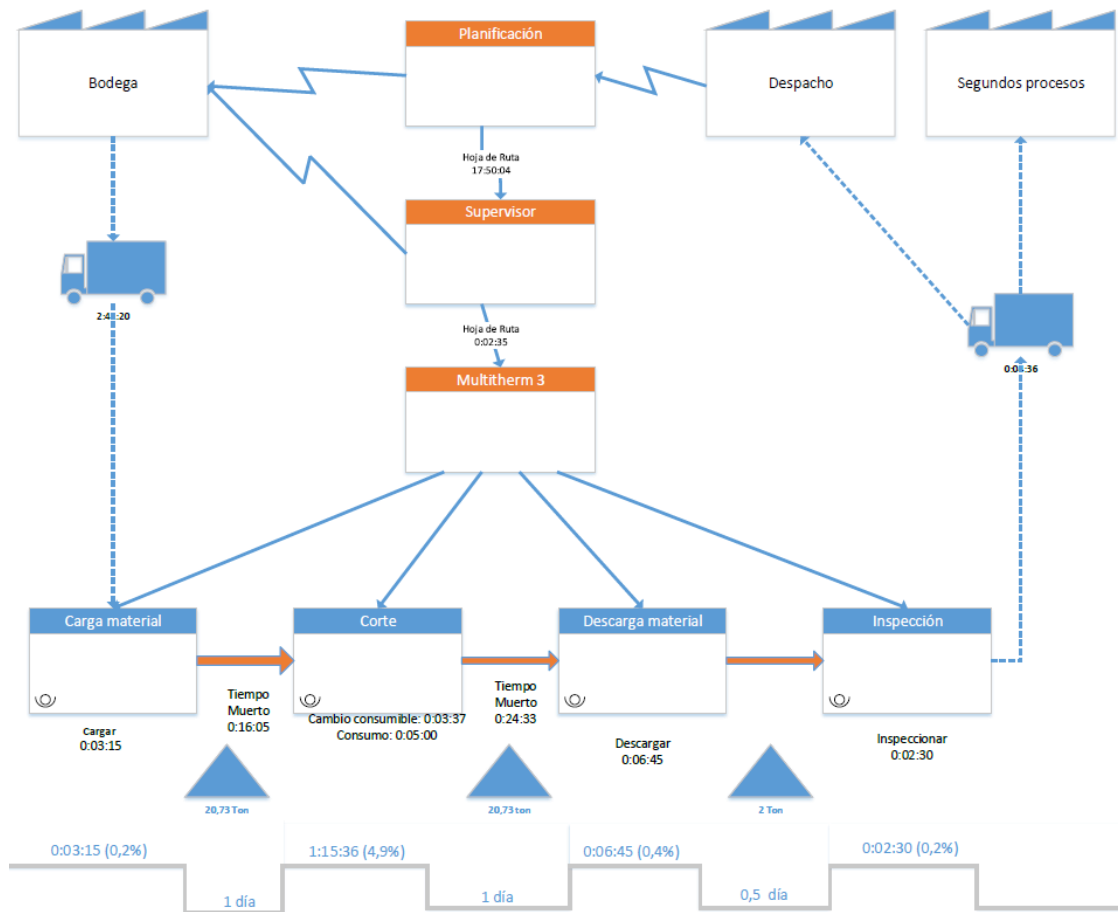 Planificación
Bodega
Despacho
Segundos procesos
Hoja de Ruta
17:50:04
Supervisor
Hoja de Ruta
0:02:35
Multitherm 3
Carga material
Corte
Descarga material
Inspección
Tiempo
Muerto
0:16:05
Tiempo
Muerto
0:24:33
Cargar
0:03:15
Cambio consumible: 0:03:37
Consumo: 0:05:00
Descargar
0:06:45
Inspeccionar
0:02:30
20,73 Ton
20,73 ton
2 Ton
0:03:15 (0,2%)
1:15:36 (4,9%)
0:06:45 (0,4%)
0:02:30 (0,2%)
1 día
1 día
0,5 día